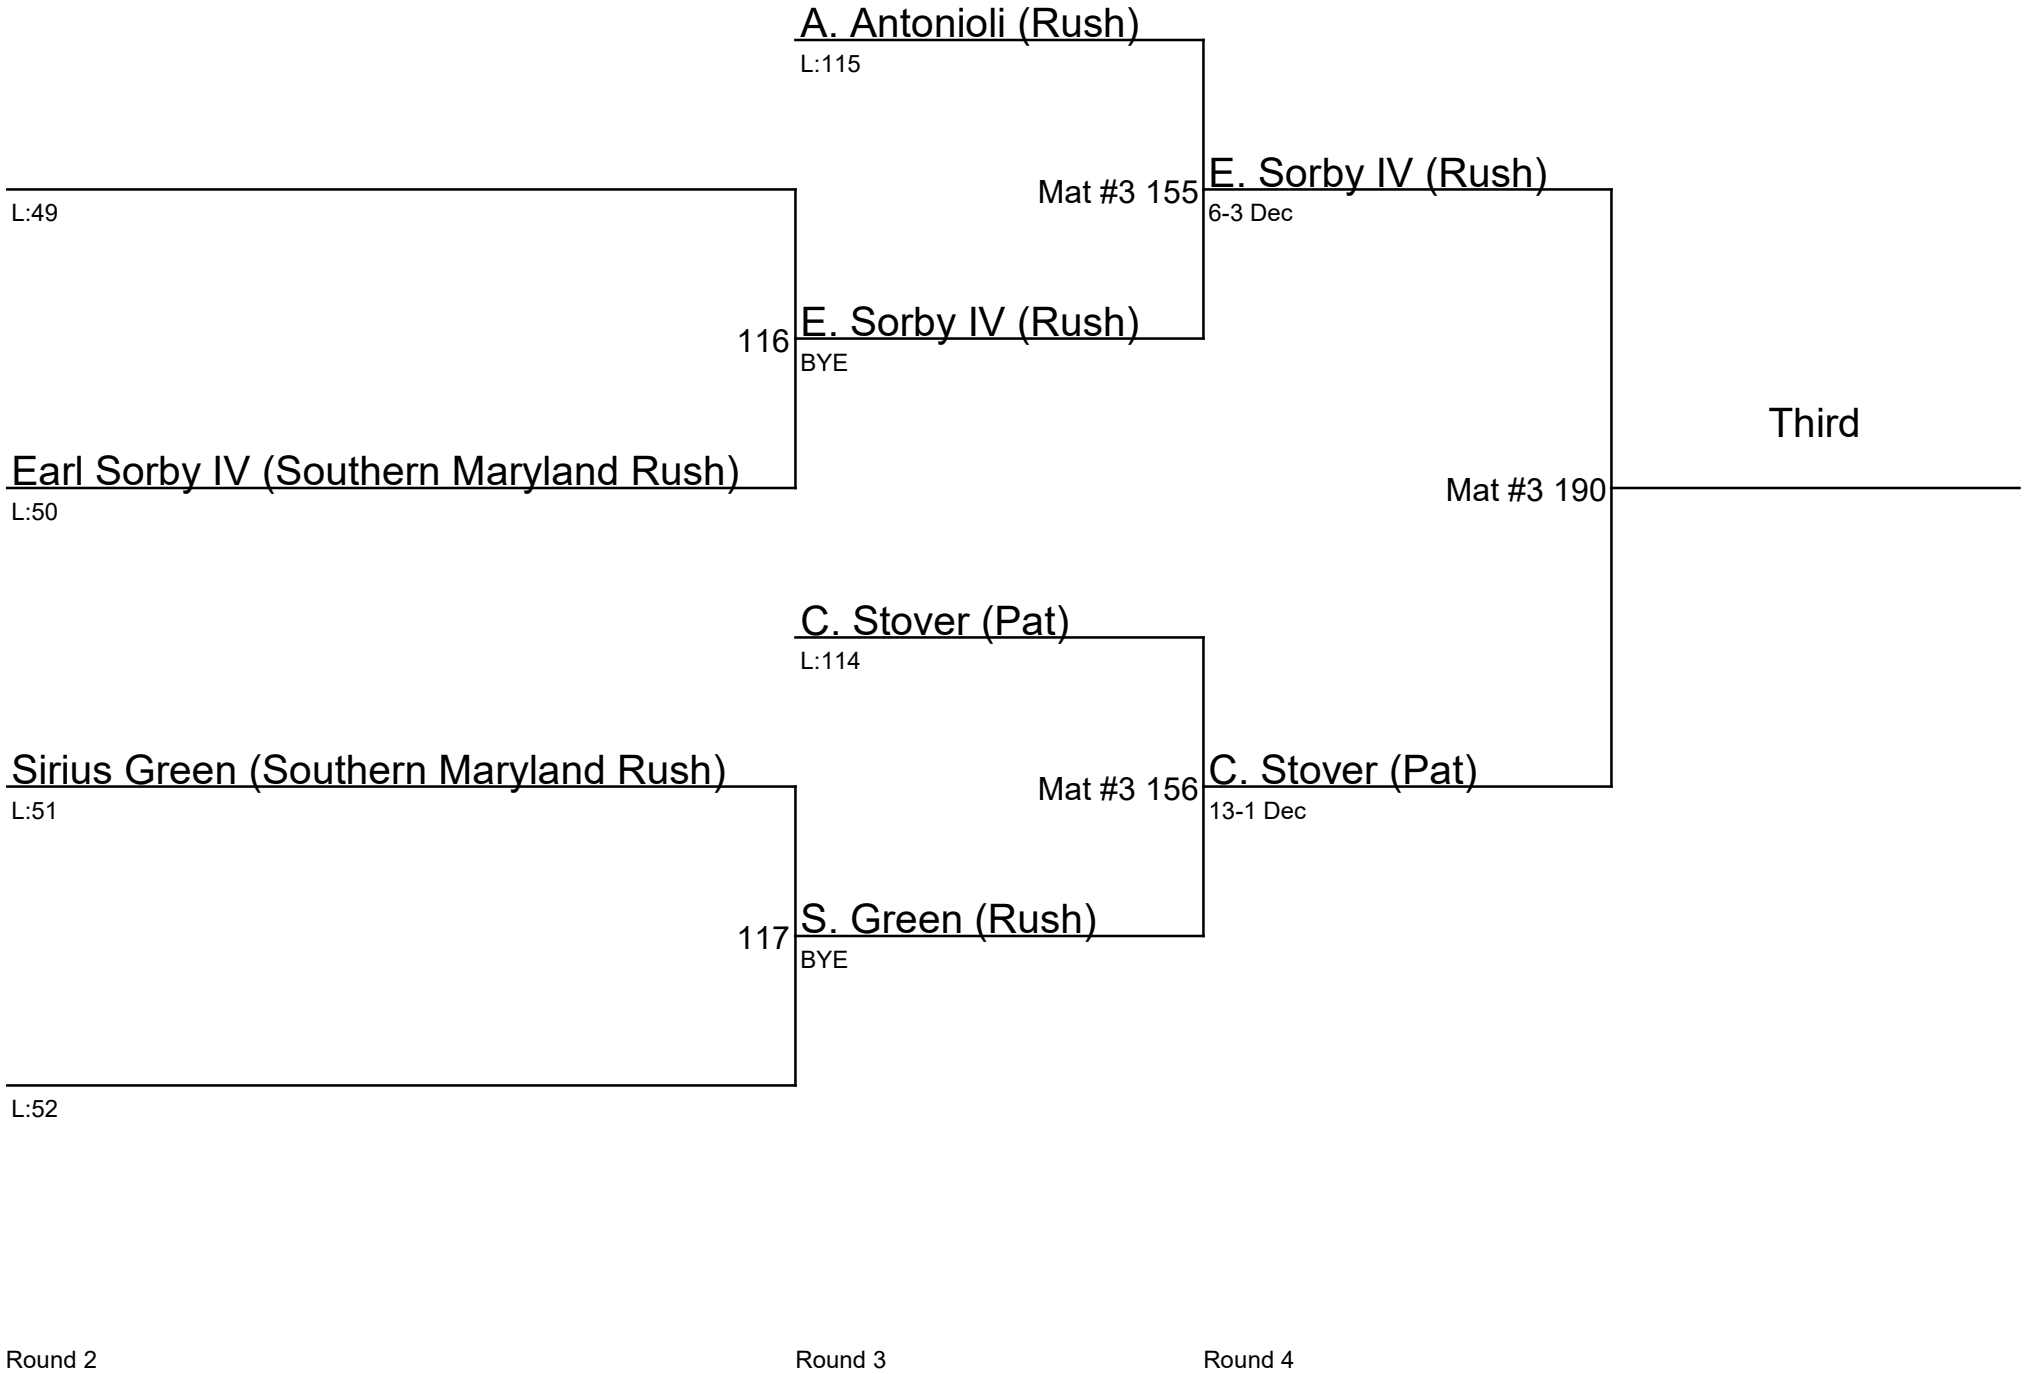 A. Antonioli (Rush)
L:115
Mat #3 155
E. Sorby IV (Rush)
6-3 Dec
L:49
116
E. Sorby IV (Rush)
BYE
Third
Earl Sorby IV (Southern Maryland Rush)
L:50
Mat #3 190
C. Stover (Pat)
L:114
Sirius Green (Southern Maryland Rush)
L:51
Mat #3 156
C. Stover (Pat)
13-1 Dec
117
S. Green (Rush)
BYE
L:52
Round 2
Round 3
Round 4